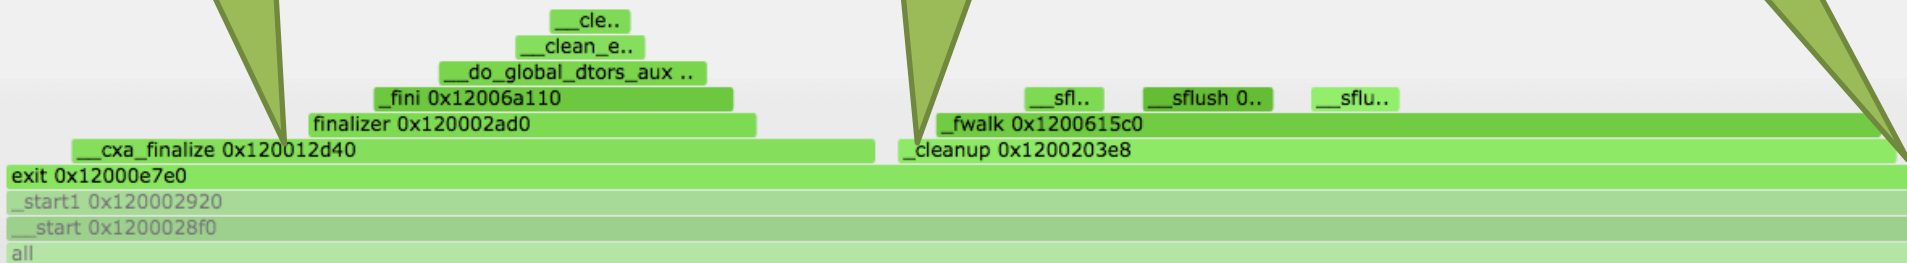 __cle..
__clean_e..
__do_global_dtors_aux ..
_fini 0x12006a110
__sfl..
__sflush 0..
__sflu..
finalizer 0x120002ad0
_fwalk 0x1200615c0
__cxa_finalize 0x120012d40
_cleanup 0x1200203e8
exit 0x12000e7e0
_start1 0x120002920
__start 0x1200028f0
all